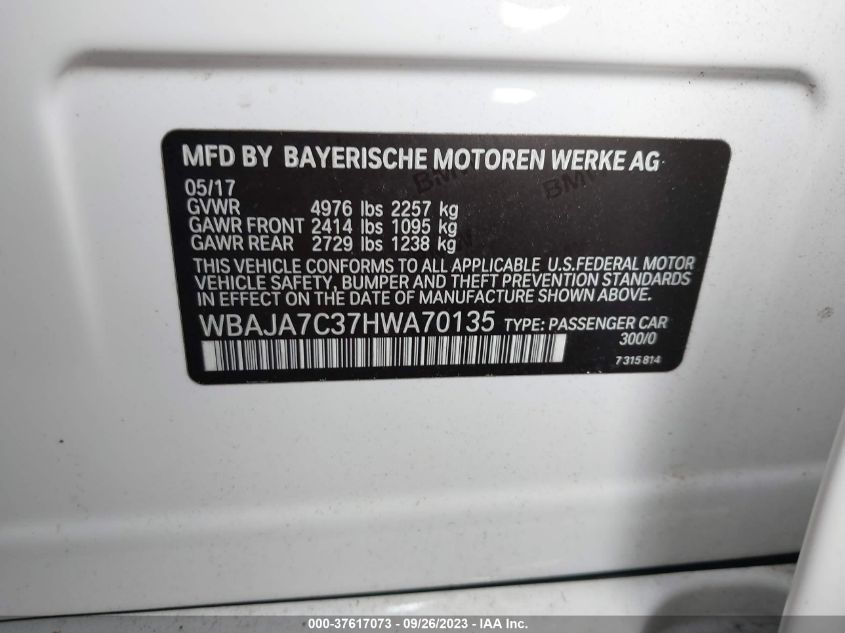 MFD BY BAYERISCHE MOTOREN WERKE AG
05/17
GVWR 4976 lbs 2257 kg
GAWR FRONT 2414 lbs 1095 kg
GAWR REAR 2729 lbs 1238 kg
THIS VEHICLE CONFORMS TO ALL APPLICABLE U.S.FEDERAL MOTOR
VEHICLE SAFETY, BUMPER AND THEFT PREVENTION STANDARDS
IN EFFECT ON THE DATE OF MANUFACTURE SHOWN ABOVE.
WBAJA7C37HWA70135 TYPE: PASSENGER CAR
300/0
7 315 814
000-37617073 - 09/26/2023 - IAA Inc.